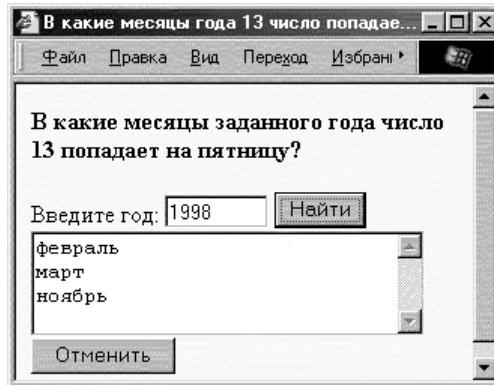 В какие месяцы года 13 число попадае...
Файл Правка Вид Переход Избранн
В какие месяцы заданного года число
13 попадает на пятницу?
Введите год: 1998 Найти
февраль
март
ноябрь
Отменить